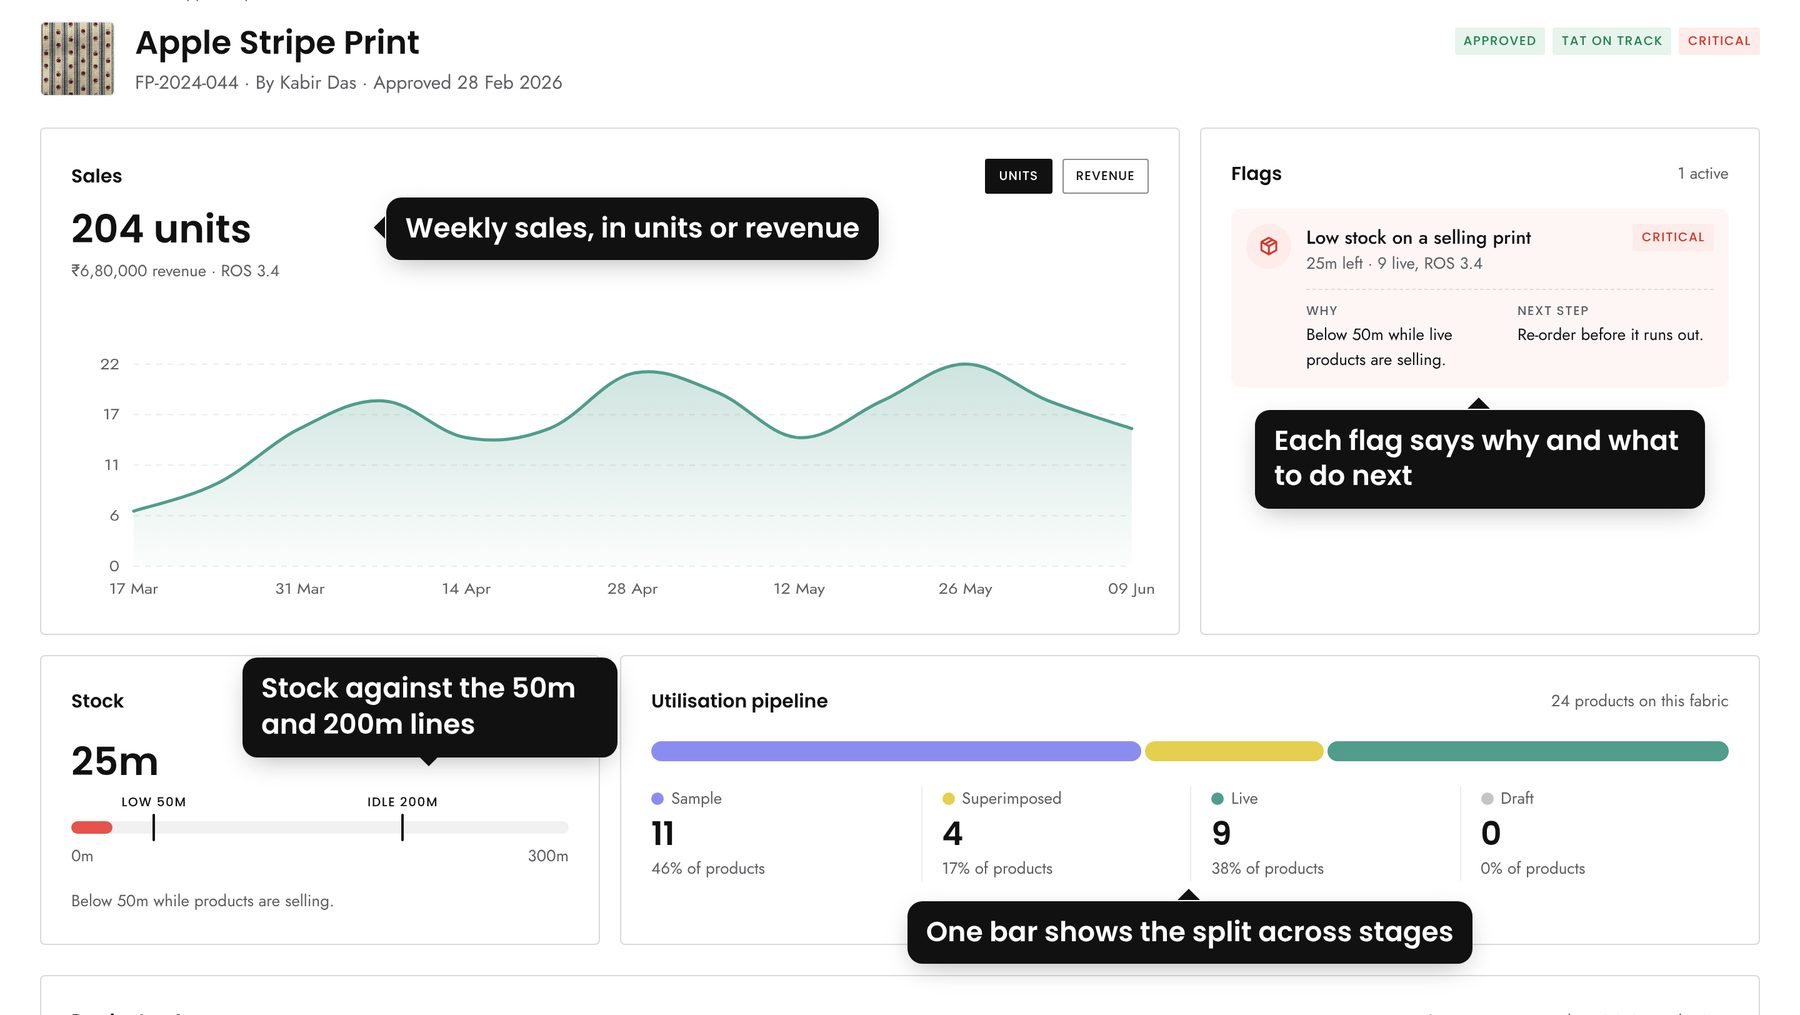 Apple Stripe Print
FP-2024-044 · By Kabir Das · Approved 28 Feb 2026
APPROVED
TAT ON TRACK
CRITICAL
Sales
UNITS
REVENUE
204 units
Weekly sales, in units or revenue
₹6,80,000 revenue · ROS 3.4
22
17
11
6
0
17 Mar
31 Mar
14 Apr
28 Apr
12 May
26 May
09 Jun
Flags
1 active
Low stock on a selling print
CRITICAL
25m left · 9 live, ROS 3.4
WHY
Below 50m while live
products are selling.
NEXT STEP
Re-order before it runs out.
Each flag says why and what
to do next
Stock
Stock against the 50m
and 200m lines
25m
LOW 50M
IDLE 200M
0m
300m
Below 50m while products are selling.
Utilisation pipeline
24 products on this fabric
Sample
11
46% of products
Superimposed
4
17% of products
Live
9
38% of products
Draft
0
0% of products
One bar shows the split across stages